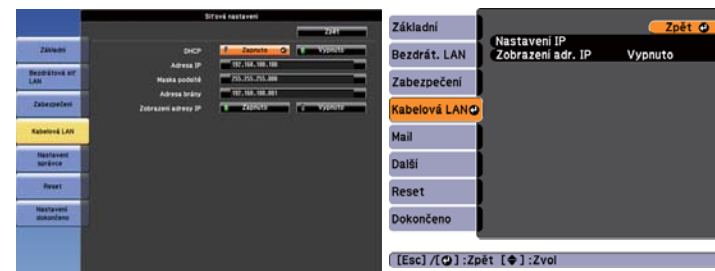 Síťová nastavení
Zpět
Základní
Bezdrátová síť
LAN
Zabezpečení
Kabelová LAN
Nastavení
správce
Reset
Nastavení
dokončeno
DHCP Zapnuto Vypnuto
Adresa IP 192.168.100.100
Maska podsítě 255.255.255.000
Adresa brány 192.168.100.001
Zobrazení adresy IP Zapnuto Vypnuto
Základní
Bezdrát. LAN
Zabezpečení
Kabelová LAN
Mail
Další
Reset
Dokončeno
Zpět
Nastavení IP
Zobrazení adr. IP Vypnuto
[Esc] /[ ] :Zpět [ ] :Zvol